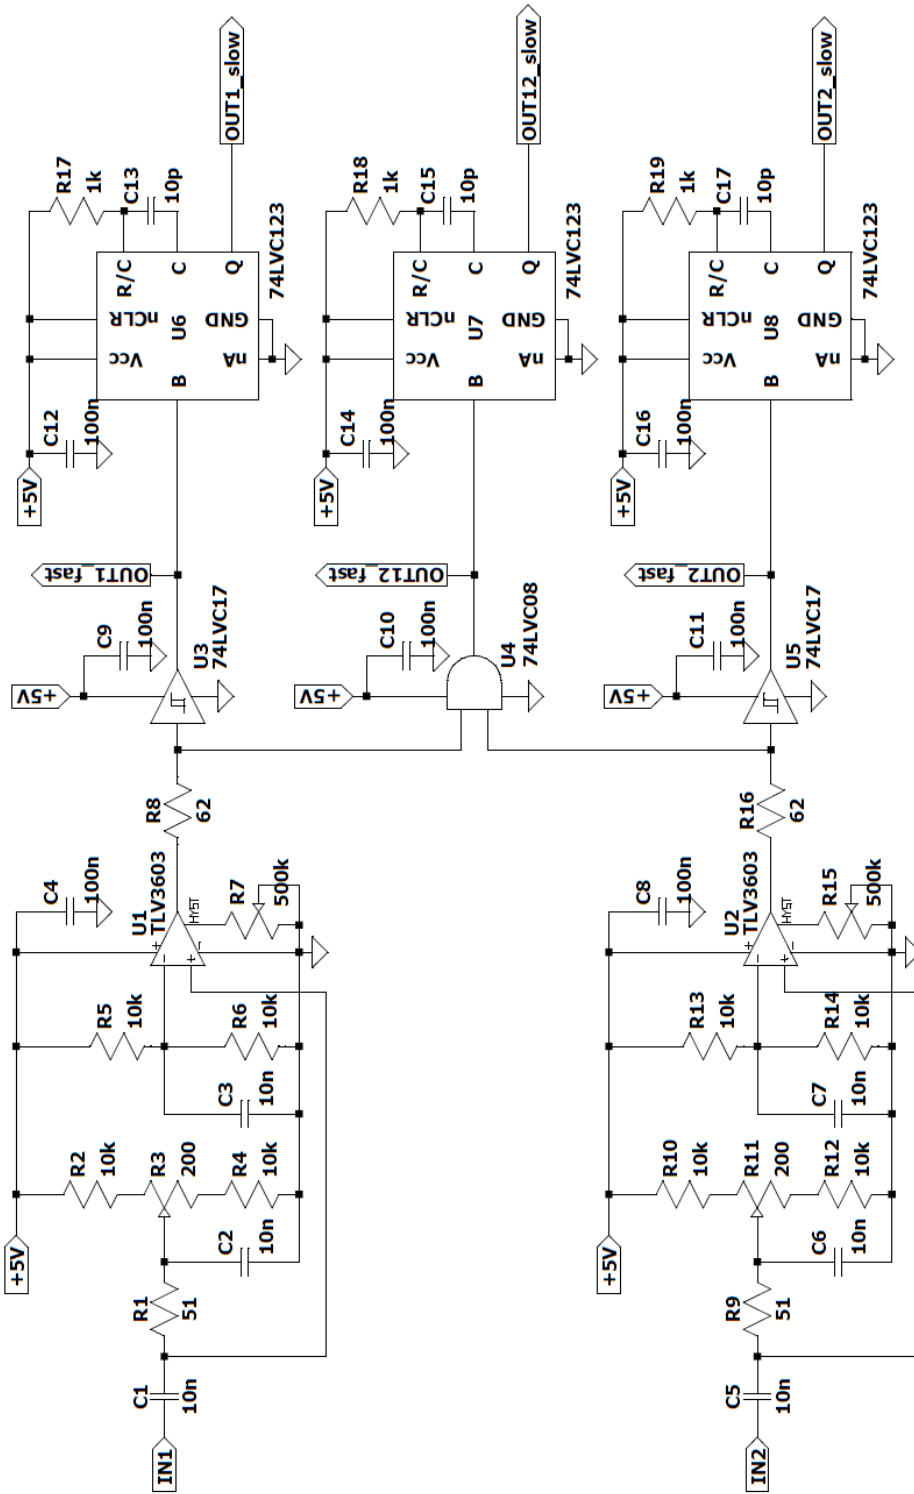 IN1
C1
10n
R1
51
C2
10n
+5V
R2
10k
R3
200
R4
10k
C3
10n
R5
10k
R6
10k
C4
100n
U1
TLV3603
+
-
+
-
HYST
R7
500k
R8
62
+5V
C9
100n
U3
74LVC17
OUT1_fast
+5V
C12
100n
B
Vcc
nCLR
U6
nA
GND
R/C
C
Q
74LVC123
R17
1k
C13
10p
OUT1_slow
+5V
C10
100n
U4
74LVC08
OUT12_fast
+5V
C14
100n
B
Vcc
nCLR
U7
nA
GND
R/C
C
Q
74LVC123
R18
1k
C15
10p
OUT12_slow
IN2
C5
10n
R9
51
C6
10n
+5V
R10
10k
R11
200
R12
10k
C7
10n
R13
10k
R14
10k
C8
100n
U2
TLV3603
+
-
+
-
HYST
R15
500k
R16
62
+5V
C11
100n
U5
74LVC17
OUT2_fast
+5V
C16
100n
B
Vcc
nCLR
U8
nA
GND
R/C
C
Q
74LVC123
R19
1k
C17
10p
OUT2_slow